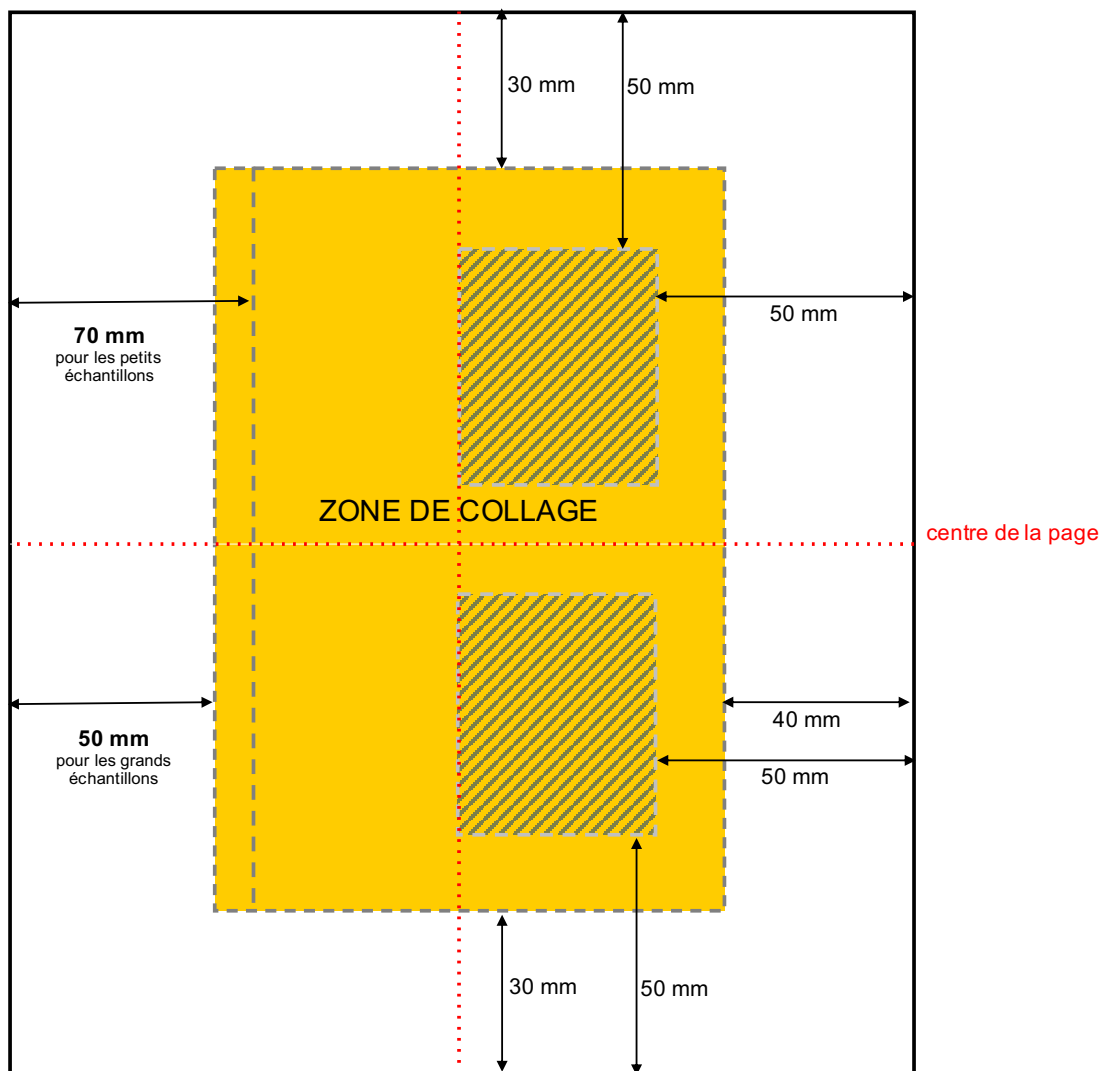 30 mm
50 mm
50 mm
70 mm
pour les petits
échantillons
ZONE DE COLLAGE
centre de la page
50 mm
pour les grands
échantillons
40 mm
50 mm
30 mm
50 mm